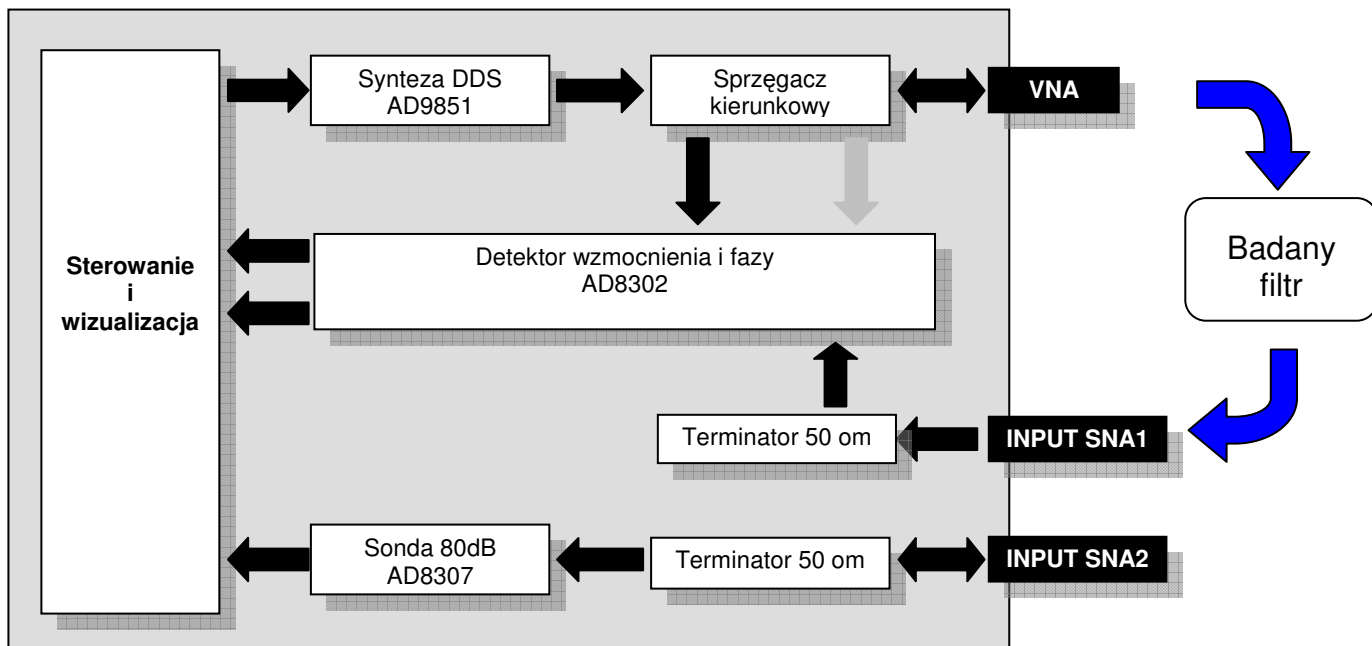 Synteza DDS
AD9851
Sprzęgacz
kierunkowy
VNA
Sterowanie
i
wizualizacja
Detektor wzmocnienia i fazy
AD8302
Badany
filtr
Terminator 50 om
INPUT SNA1
Sonda 80dB
AD8307
Terminator 50 om
INPUT SNA2